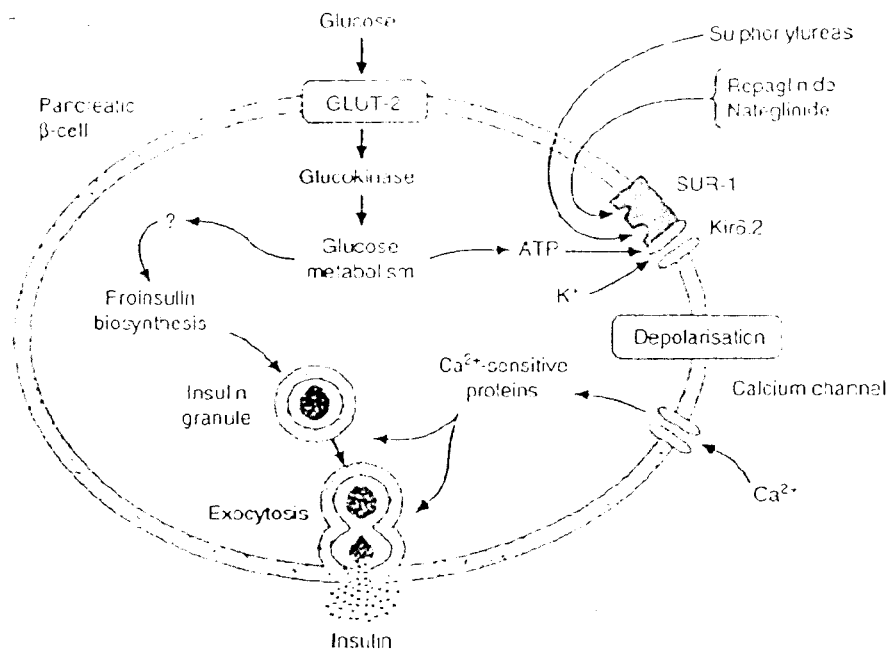 Glucose
Sulphonylureas
Repaglinide
Nateglinide
Pancreatic
β-cell
GLUT-2
SUR-1
Glucokinase
Kir6.2
?
Glucose
metabolism
ATP
K⁺
Froinsulin
biosynthesis
Depolarisation
Ca²⁺-sensitive
proteins
Calcium channel
Insulin
granule
Ca²⁺
Exocytosis
Insulin